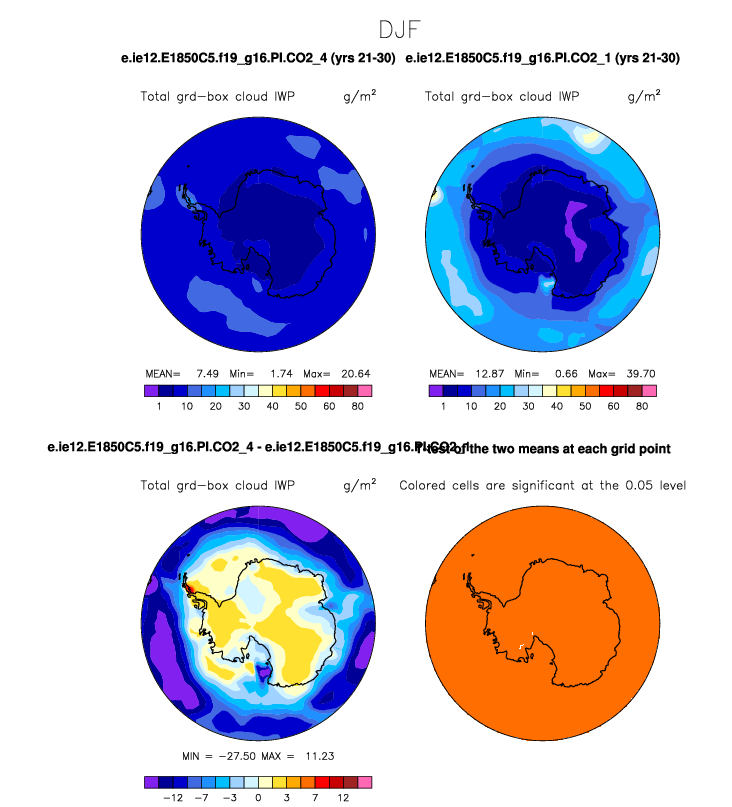 DJF
e.ie12.E1850C5.f19_g16.PI.CO2_4 (yrs 21-30) e.ie12.E1850C5.f19_g16.PI.CO2_1 (yrs 21-30)
Total grd-box cloud IWP g/m² Total grd-box cloud IWP g/m²
MEAN= 7.49 Min= 1.74 Max= 20.64 MEAN= 12.87 Min= 0.66 Max= 39.70
1 10 20 30 40 50 60 80 1 10 20 30 40 50 60 80
e.ie12.E1850C5.f19_g16.PI.CO2_4 - e.ie12.E1850C5.f19_g16.PI.CO2_1 T-test of the two means at each grid point
Total grd-box cloud IWP g/m² Colored cells are significant at the 0.05 level
MIN = -27.50 MAX = 11.23
-12 -7 -3 0 3 7 12